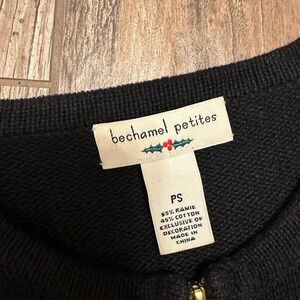 bechamel petites
PS
55% RAMIE
45% COTTON
EXCLUSIVE OF
DECORATION
MADE IN
CHINA